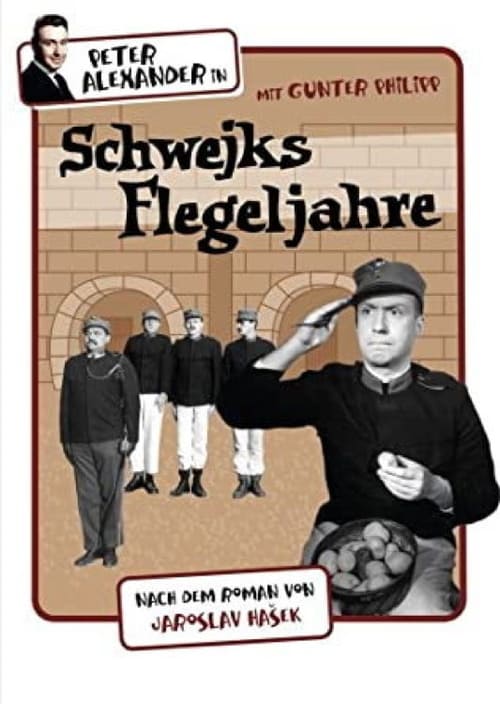 PETER
ALEXANDER in
MIT GUNTER PHILIPP
Schwejks
Flegeljahre
NACH DEM ROMAN VON
JAROSLAV HAŠEK